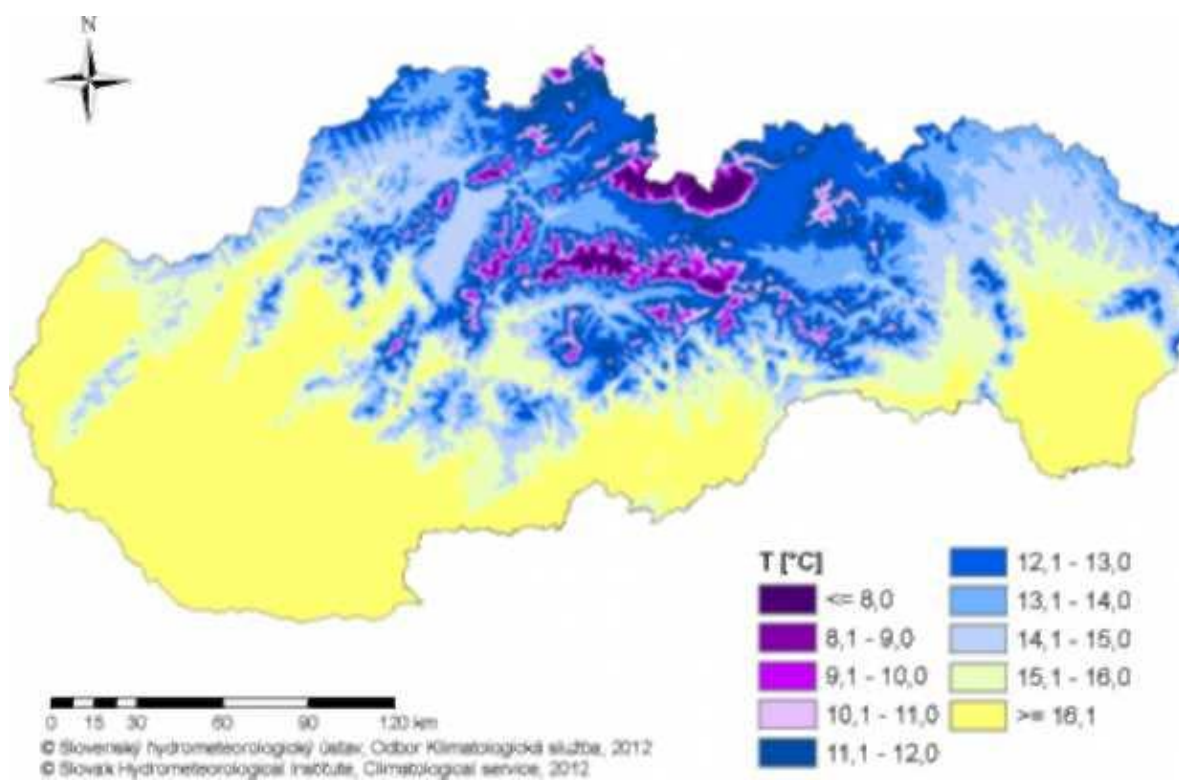 N
T [°C]
<= 8,0
8,1 - 9,0
9,1 - 10,0
10,1 - 11,0
11,1 - 12,0
12,1 - 13,0
13,1 - 14,0
14,1 - 15,0
15,1 - 16,0
>= 16,1
0 15 30 60 90 120 km
© Slovenský hydrometeorologický ústav, Odbor Klimatologická služba, 2012
© Slovak Hydrometeorological Institute, Climatological service, 2012